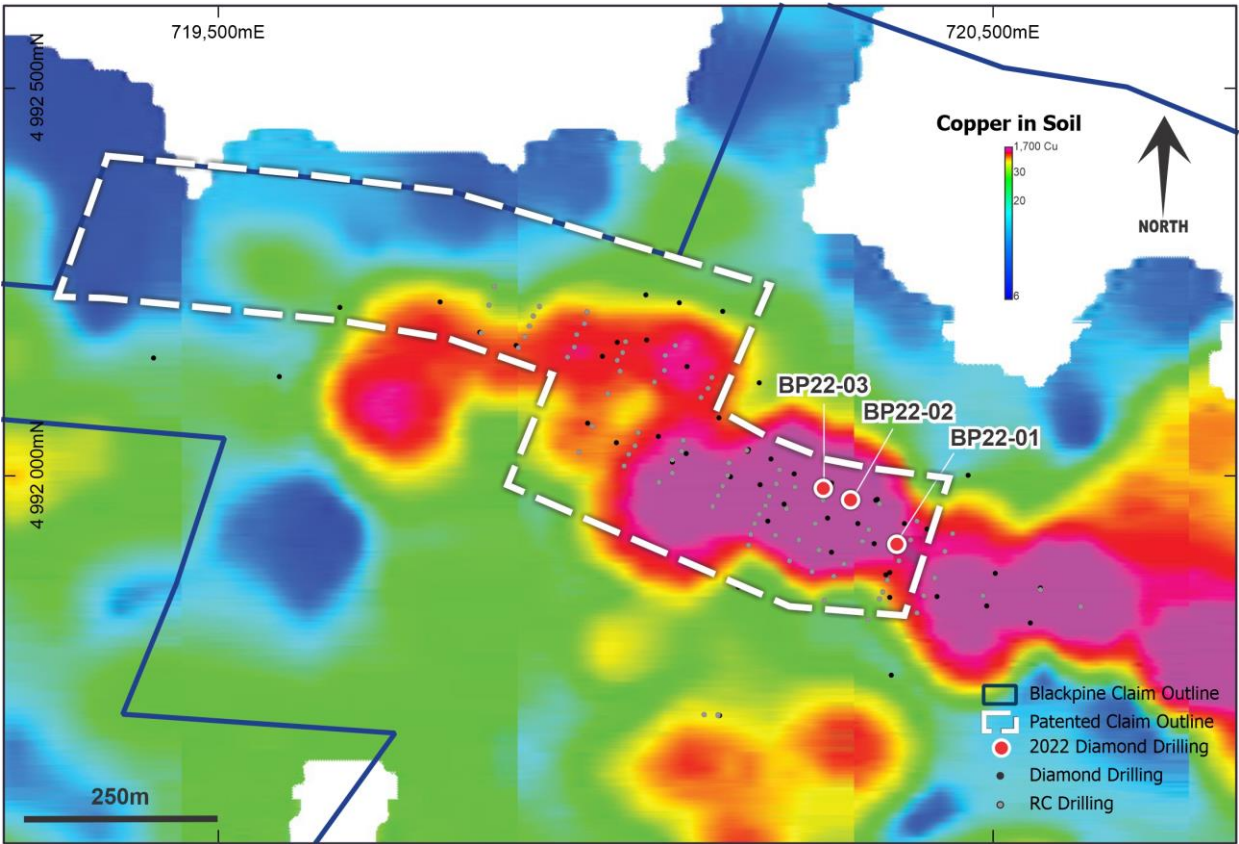 719,500mE
720,500mE
4 992 500mN
Copper in Soil
1,700 Cu
30
20
6
NORTH
BP22-03
BP22-02
BP22-01
4 992 000mN
Blackpine Claim Outline
Patented Claim Outline
2022 Diamond Drilling
Diamond Drilling
RC Drilling
250m